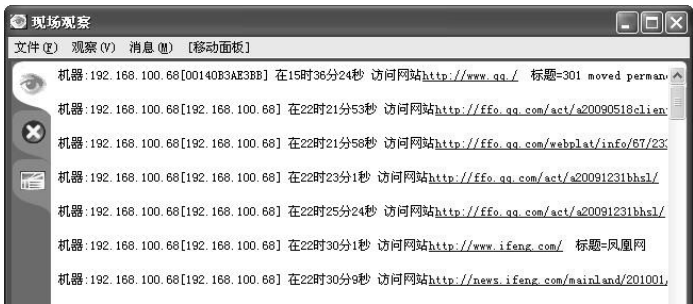 现场观察
文件(F) 观察(V) 消息(M) [移动面板]
机器:192.168.100.68[00140B3AE3BB] 在15时36分24秒 访问网站http://www.qq./ 标题=301 moved perman
机器:192.168.100.68[192.168.100.68] 在22时21分53秒 访问网站http://ffo.qq.com/act/a20090518clien
机器:192.168.100.68[192.168.100.68] 在22时21分58秒 访问网站http://ffo.qq.com/webplat/info/67/23
机器:192.168.100.68[192.168.100.68] 在22时23分1秒 访问网站http://ffo.qq.com/act/a20091231bhsl/
机器:192.168.100.68[192.168.100.68] 在22时25分24秒 访问网站http://ffo.qq.com/act/a20091231bhsl/
机器:192.168.100.68[192.168.100.68] 在22时30分1秒 访问网站http://www.ifeng.com/ 标题=凤凰网
机器:192.168.100.68[192.168.100.68] 在22时30分9秒 访问网站http://news.ifeng.com/mainland/201001